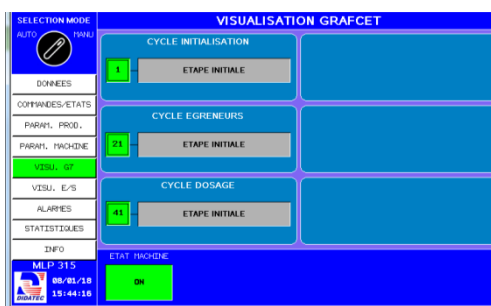 SELECTION MODE
VISUALISATION GRAFCET
AUTO MANU
CYCLE INITIALISATION
1 ETAPE INITIALE
DONNEES
COMMANDES/ETATS
CYCLE EGRENEURS
PARAM. PROD.
PARAM. MACHINE
21 ETAPE INITIALE
VISU. G7
VISU. E/S
CYCLE DOSAGE
ALARMES
41 ETAPE INITIALE
STATISTIQUES
INFO
ETAT MACHINE
MLP 315
08/01/18
ON
DIDATEC 15:44:16